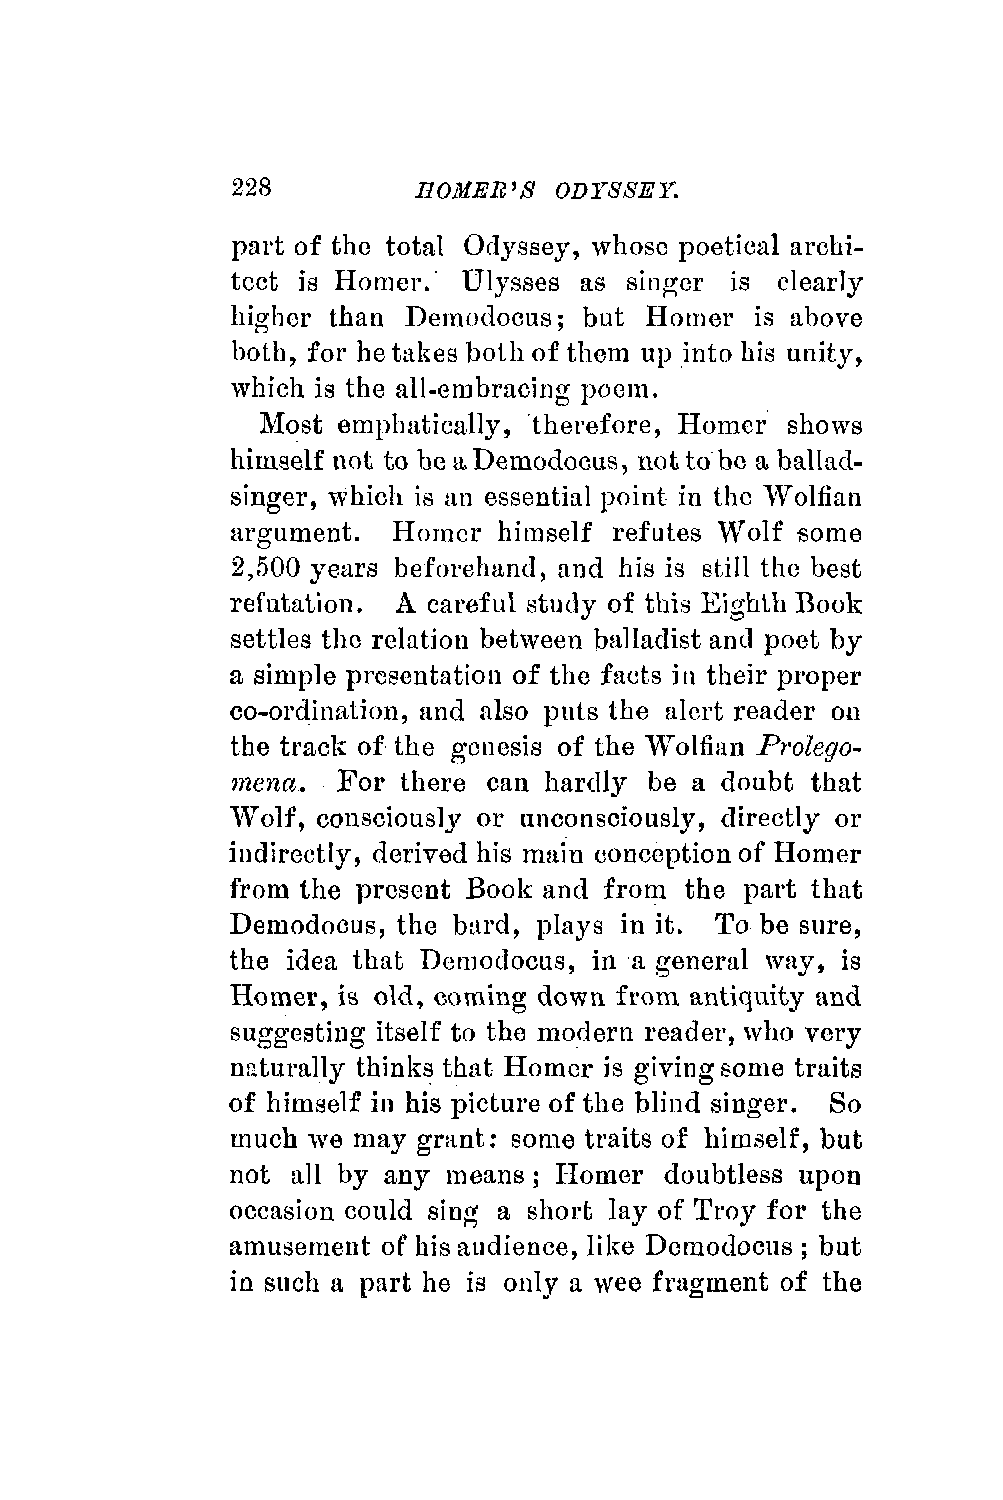 228 HOMER'S ODYSSEY.
part of the total Odyssey, whose poetical archi-
tect is Homer. Ulysses as singer is clearly
higher than Demodocus; but Homer is above
both, for he takes both of them up into his unity,
which is the all-embracing poem.
Most emphatically, therefore, Homer shows
himself not to be a Demodocus, not to be a ballad-
singer, which is an essential point in the Wolfian
argument. Homer himself refutes Wolf some
2,500 years beforehand, and his is still the best
refutation. A careful study of this Eighth Book
settles the relation between balladist and poet by
a simple presentation of the facts in their proper
co-ordination, and also puts the alert reader on
the track of the genesis of the Wolfian Prolego-
mena. For there can hardly be a doubt that
Wolf, consciously or unconsciously, directly or
indirectly, derived his main conception of Homer
from the present Book and from the part that
Demodocus, the bard, plays in it. To be sure,
the idea that Demodocus, in a general way, is
Homer, is old, coming down from antiquity and
suggesting itself to the modern reader, who very
naturally thinks that Homer is giving some traits
of himself in his picture of the blind singer. So
much we may grant: some traits of himself, but
not all by any means; Homer doubtless upon
occasion could sing a short lay of Troy for the
amusement of his audience, like Demodocus; but
in such a part he is only a wee fragment of the